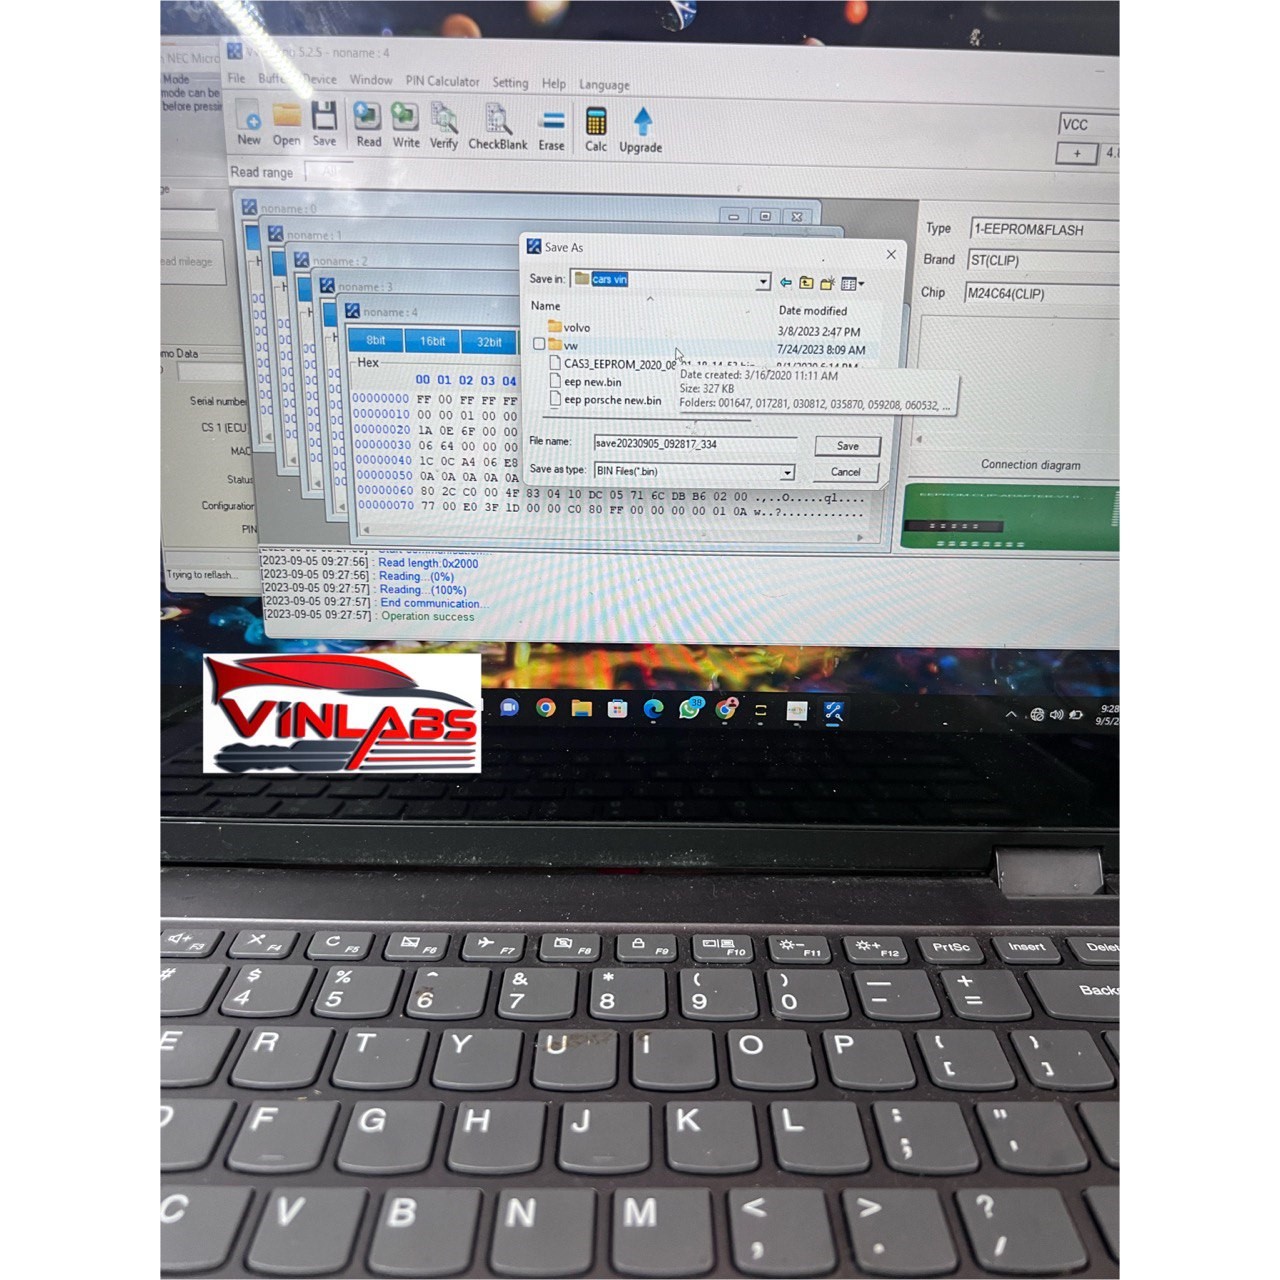 5.2.5 - noname : 4
File Device Window PIN Calculator Setting Help Language
New Open Save Read Write Verify CheckBlank Erase Calc Upgrade
VCC
+
Read range
NEC Micro
Mode
mode can be
before pressin
ead mileage
mo Data
Serial number
CS 1 (ECU
MAC
Status
Configuration
PIN
Trying to reflash...
noname : 0
noname : 1
noname : 2
noname : 3
noname : 4
8bit 16bit 32bit
Hex
00 01 02 03 04
00000000 FF 00 FF FF FF
00000010 00 00 01 00 00
00000020 1A 0E 6F 00 00
00000030 06 64 00 00 00
00000040 1C 0C A4 06 E8
00000050 0A 0A 0A 0A 0A
00000060 80 2C C0 00 4F 83 04 10 DC 05 71 6C DB B6 02 00 .,..O.....ql....
00000070 77 00 E0 3F 1D 00 00 C0 80 FF 00 00 00 00 01 0A w..?............
Save As
Save in: cars vin
Name Date modified
volvo 3/8/2023 2:47 PM
vw 7/24/2023 8:09 AM
CAS3_EEPROM_2020_08
eep new.bin
eep porsche new.bin
Date created: 3/16/2020 11:11 AM
Size: 327 KB
Folders: 001647, 017281, 030812, 035870, 059208, 060532, ...
File name: save20230905_092817_334 Save
Save as type: BIN Files(*.bin) Cancel
Type 1-EEPROM&FLASH
Brand ST(CLIP)
Chip M24C64(CLIP)
Connection diagram
[2023-09-05 09:27:56] : Read length:0x2000
[2023-09-05 09:27:56] : Reading...(0%)
[2023-09-05 09:27:57] : Reading...(100%)
[2023-09-05 09:27:57] : End communication...
[2023-09-05 09:27:57] : Operation success
38
9:28
9/5/2
ViNLABS
F3 F4 F5 F6 F7 F8 F9 F10 F11 F12 PrtSc Insert Delet
# $ % ^ & * ( ) — +
4 5 6 7 8 9 0 - = Backs
E R T Y U I O P { [ } ]
F G H J K L : ; " '
C V B N M < , > . ? /